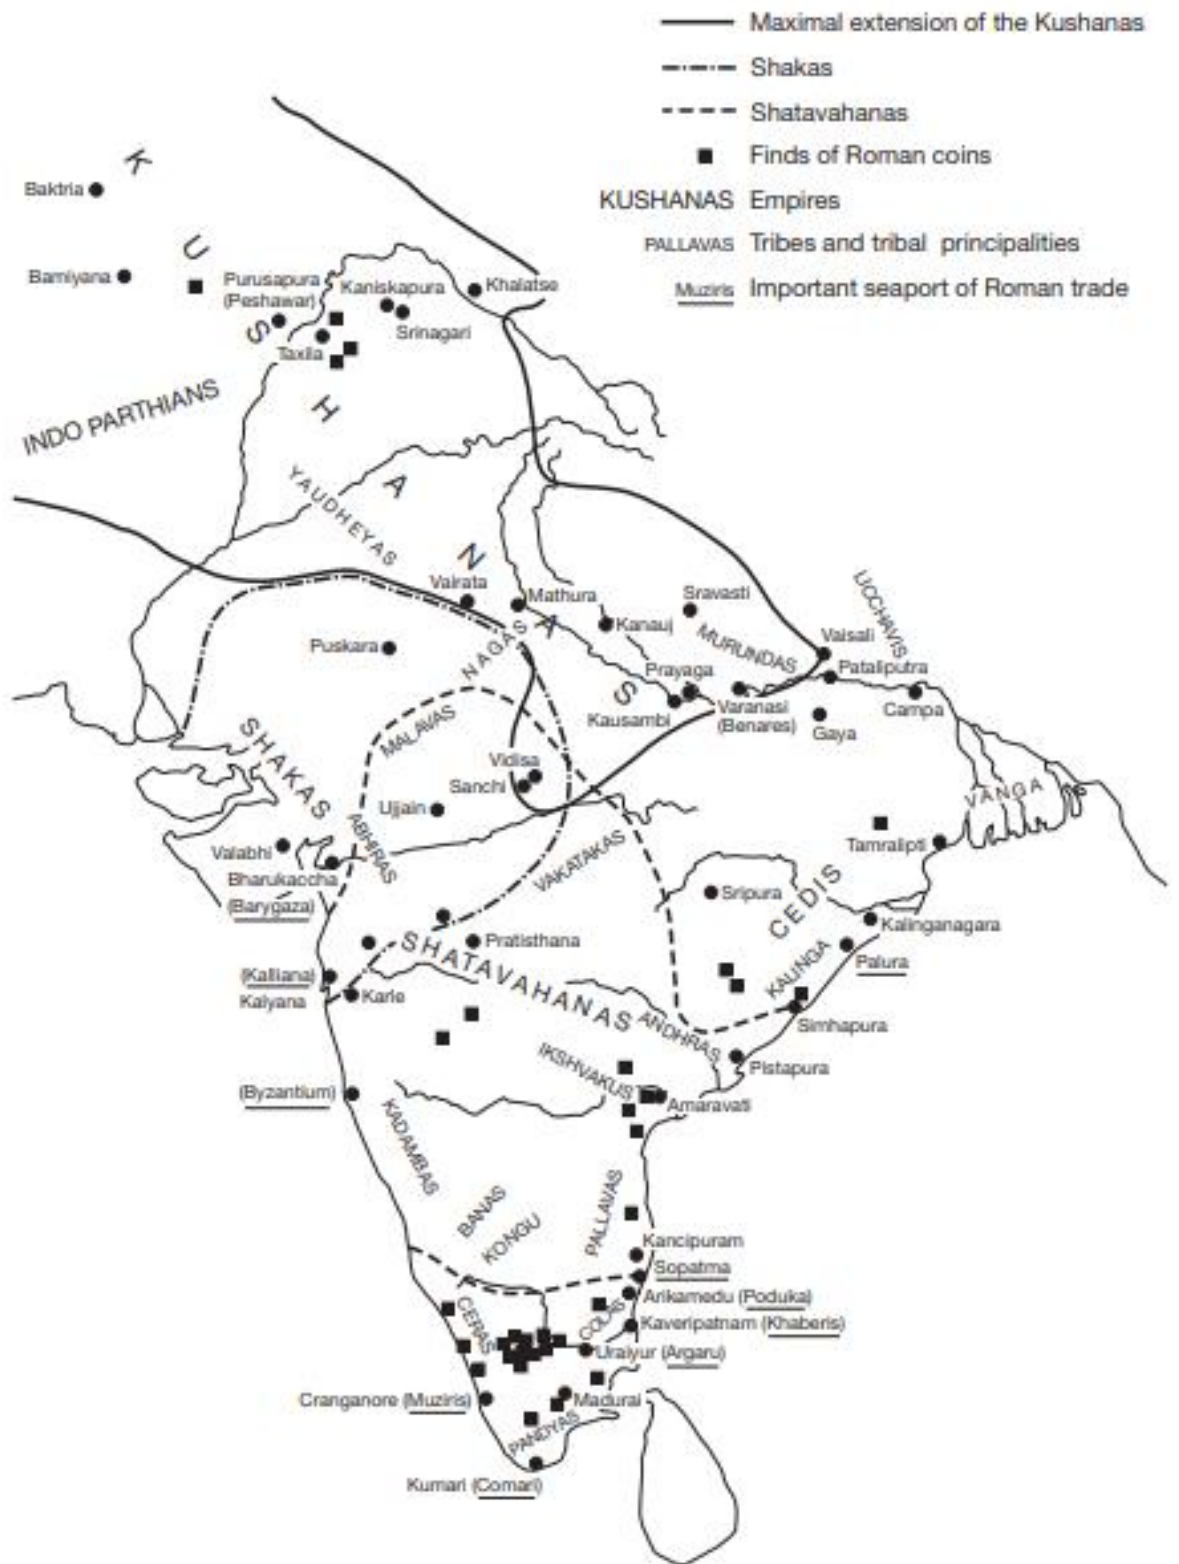 Maximal extension of the Kushanas
Shakas
Shatavahanas
Finds of Roman coins
KUSHANAS Empires
PALLAVAS Tribes and tribal principalities
Muziris Important seaport of Roman trade
KUSHANAS
Baktria
Bamiyana
Purusapura
(Peshawar)
Kaniskapura
Khalatse
Srinagari
Taxila
INDO PARTHIANS
YAUDHEYAS
Vairata
Mathura
Sravasti
Kanauj
LICCHAVIS
Puskara
NAGAS
MURUNDAS
Vaisali
Pataliputra
Prayaga
Kausambi
Varanasi
(Benares)
Gaya
Campa
SHAKAS
MALAVAS
Vidisa
Sanchi
Ujjain
VANGA
ABHIRAS
Valabhi
Bharukaccha
(Barygaza)
VAKATAKAS
Tamralipti
Sripura
CEDIS
Kalinganagara
Pratisthana
SHATAVAHANAS
KALINGA
Palura
(Kalliana)
Kalyana
Karle
Simhapura
ANDHRAS
Pistapura
IKSHVAKUS
(Byzantium)
Amaravati
KADAMBAS
BANAS
KONGU
PALLAVAS
Kancipuram
Sopatma
Arikamedu (Poduka)
CERAS
COLAS
Kaveripatnam (Khaberis)
Uraiyur (Argaru)
Cranganore (Muziris)
Madurai
PANDYAS
Kumari (Comari)